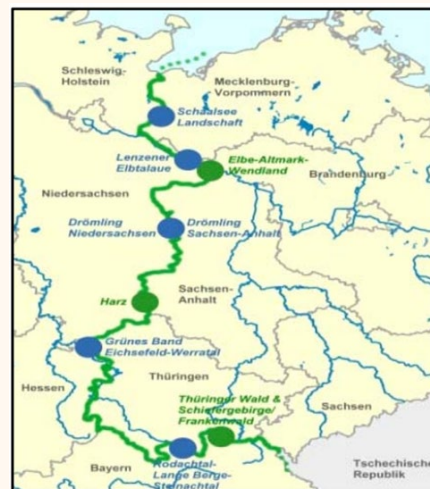 Schleswig-
Holstein
Mecklenburg-
Vorpommern
Schaalsee
Landschaft
Lenzener
Elbtalaue
Elbe-Altmark-
Wendland
Brandenburg
Niedersachsen
Drömling
Niedersachsen
Drömling
Sachsen-Anhalt
Sachsen-
Anhalt
Harz
Grünes Band
Eichsfeld-Werratal
Hessen
Thüringen
Thüringer Wald &
Schiefergebirge/
Frankenwald
Sachsen
Bayern
Rodachtal-
Lange Berge-
Steinachtal
Tschechische
Republik